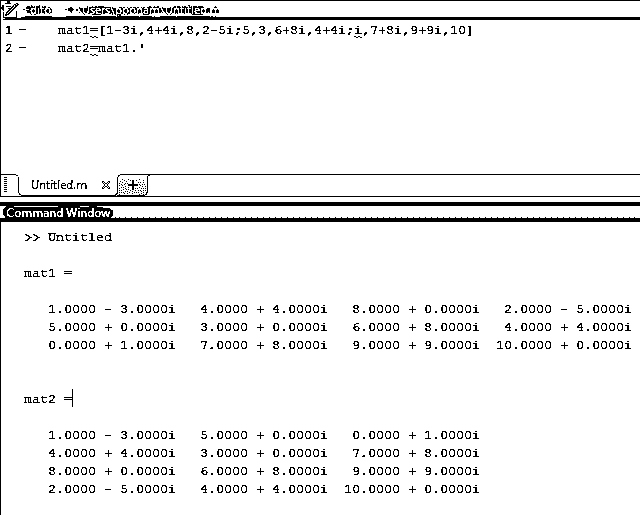 1 - mat1=[1-3i,4+4i,8,2-5i;5,3,6+8i,4+4i;i,7+8i,9+9i,10]
2 - mat2=mat1.'
Untitled.m
+
Command Window
>> Untitled
mat1 =
1.0000 - 3.0000i 4.0000 + 4.0000i 8.0000 + 0.0000i 2.0000 - 5.0000i
5.0000 + 0.0000i 3.0000 + 0.0000i 6.0000 + 8.0000i 4.0000 + 4.0000i
0.0000 + 1.0000i 7.0000 + 8.0000i 9.0000 + 9.0000i 10.0000 + 0.0000i
mat2 =
1.0000 - 3.0000i 5.0000 + 0.0000i 0.0000 + 1.0000i
4.0000 + 4.0000i 3.0000 + 0.0000i 7.0000 + 8.0000i
8.0000 + 0.0000i 6.0000 + 8.0000i 9.0000 + 9.0000i
2.0000 - 5.0000i 4.0000 + 4.0000i 10.0000 + 0.0000i